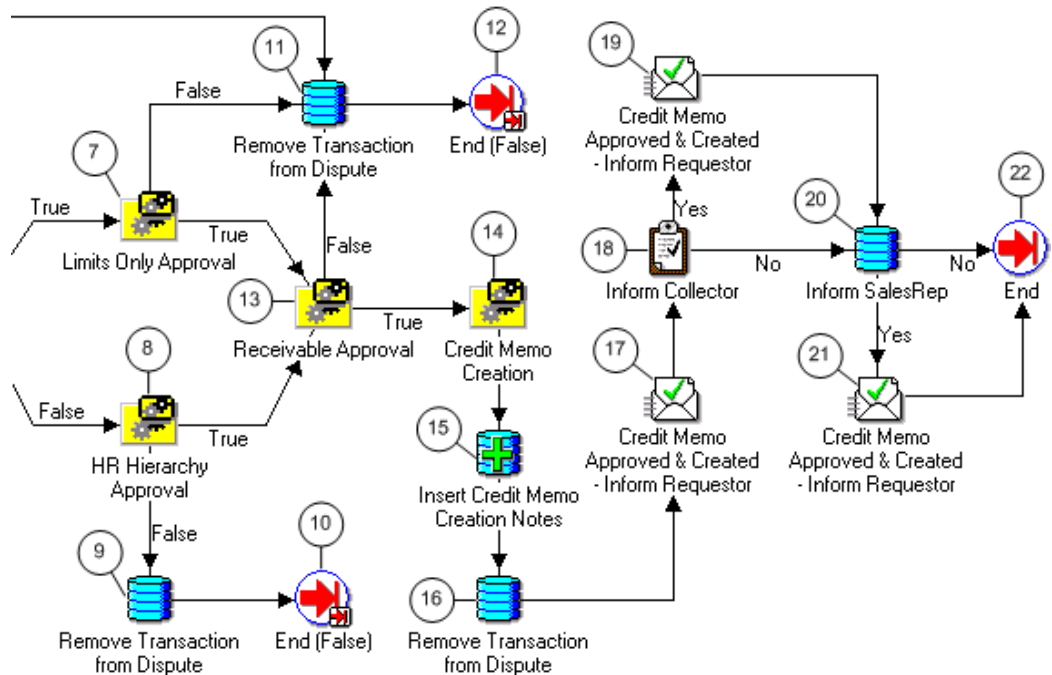 11
12
19
False
Remove Transaction
from Dispute
End (False)
Credit Memo
Approved & Created
- Inform Requestor
7
True
True
Limits Only Approval
False
14
Yes
20
22
18
No
No
Inform Collector
Inform SalesRep
End
13
True
Receivable Approval
Credit Memo
Creation
8
False
True
HR Hierarchy
Approval
17
Yes
21
Credit Memo
Approved & Created
- Inform Requestor
Credit Memo
Approved & Created
- Inform Requestor
15
Insert Credit Memo
Creation Notes
False
9
10
16
Remove Transaction
from Dispute
End (False)
Remove Transaction
from Dispute